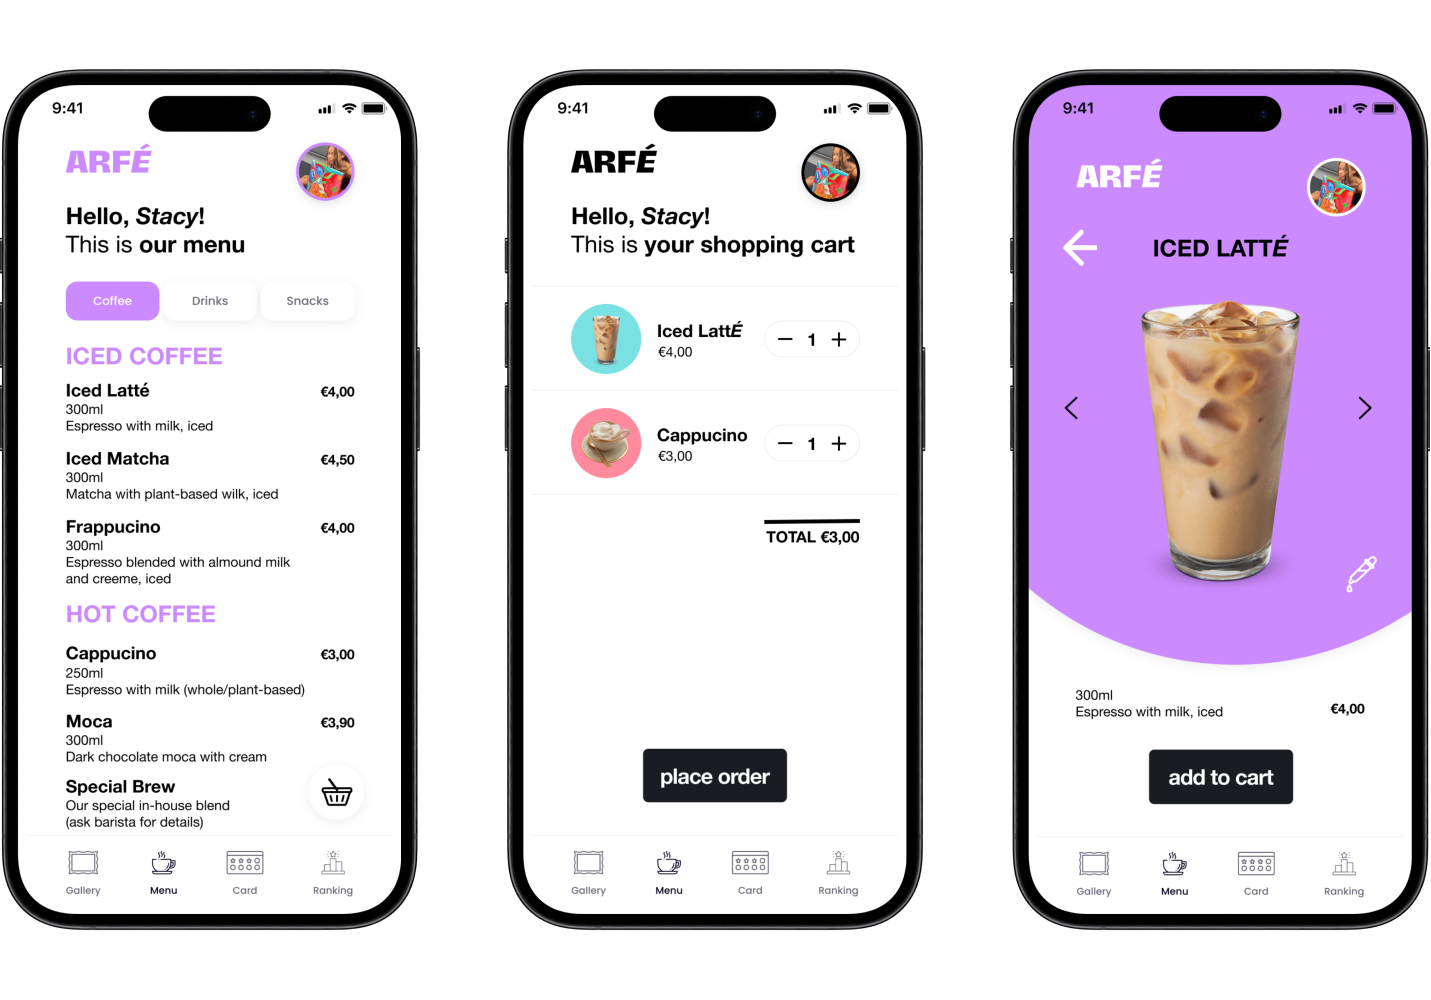 9:41
ARFÉ
Hello, Stacy!
This is our menu
Coffee Drinks Snacks
ICED COFFEE
Iced Latté €4,00
300ml
Espresso with milk, iced
Iced Matcha €4,50
300ml
Matcha with plant-based wilk, iced
Frappucino €4,00
300ml
Espresso blended with almound milk
and creeme, iced
HOT COFFEE
Cappucino €3,00
250ml
Espresso with milk (whole/plant-based)
Moca €3,90
300ml
Dark chocolate moca with cream
Special Brew
Our special in-house blend
(ask barista for details)
Gallery Menu Card Ranking
9:41
ARFÉ
Hello, Stacy!
This is your shopping cart
Iced LattÉ
€4,00
1
Cappucino
€3,00
1
TOTAL €3,00
place order
Gallery Menu Card Ranking
9:41
ARFÉ
ICED LATTÉ
300ml
Espresso with milk, iced €4,00
add to cart
Gallery Menu Card Ranking